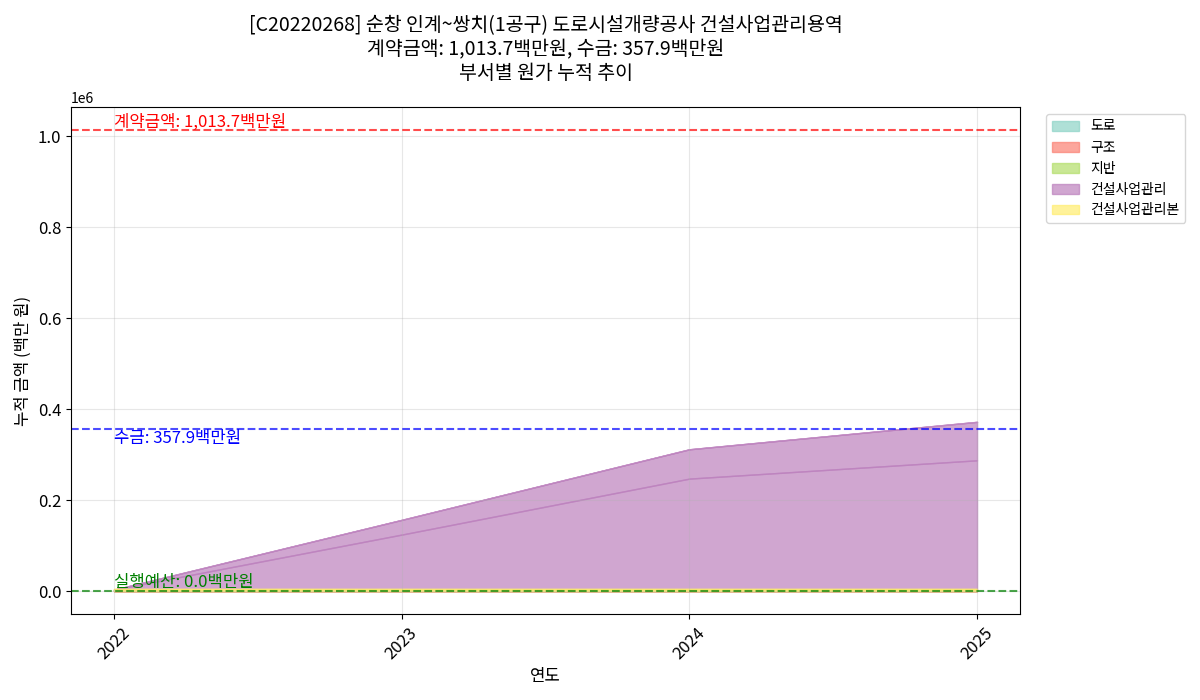 [C20220268] 순창 인계~쌍치(1공구) 도로시설개량공사 건설사업관리용역
계약금액: 1,013.7백만원, 수금: 357.9백만원
부서별 원가 누적 추이
1e6
계약금액: 1,013.7백만원
1.0
0.8
0.6
0.4
0.2
0.0
누적 금액 (백만 원)
수금: 357.9백만원
실행예산: 0.0백만원
2022
2023
2024
2025
연도
도로
구조
지반
건설사업관리
건설사업관리본